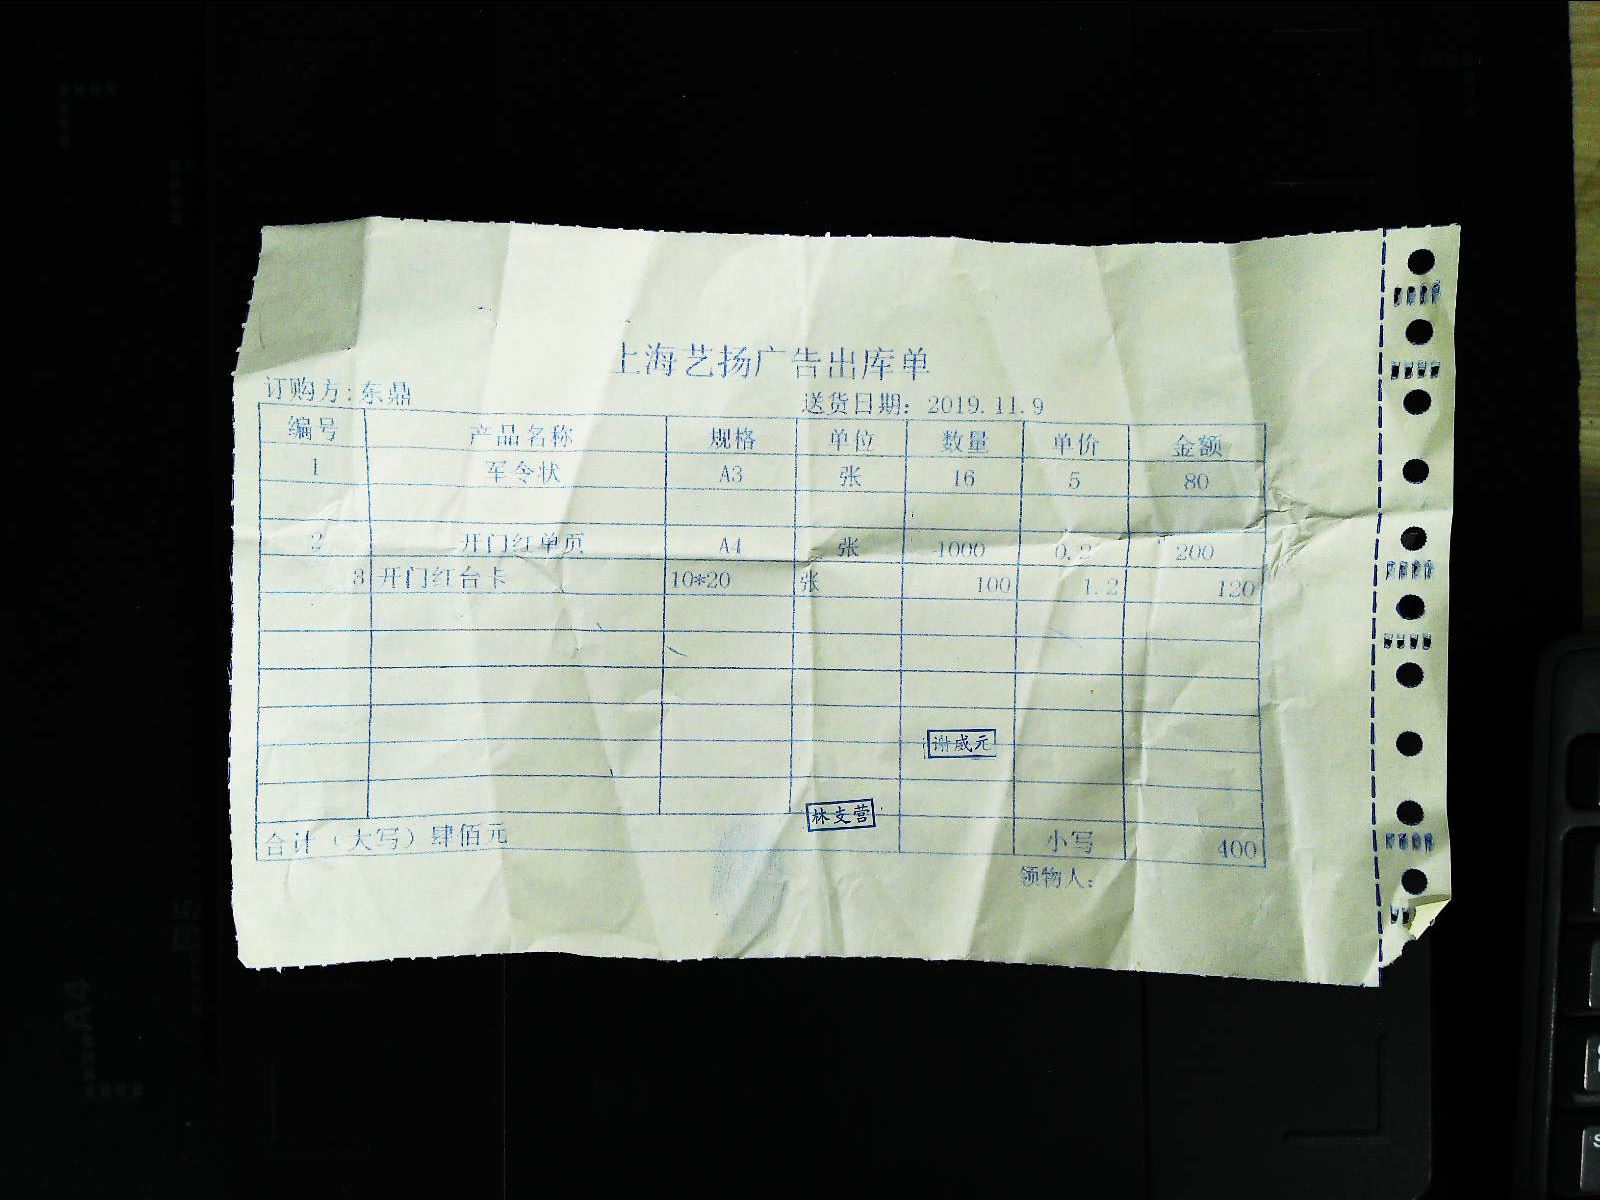 上海艺扬广告出库单
订购方：东鼎 送货日期：2019.11.9
编号 产品名称 规格 单位 数量 单价 金额
1 军令状 A3 张 16 5 80
2 开门红单页 A4 张 1000 0.2 200
3 开门红台卡 10*20 张 100 1.2 120
谢威元
林支营
合计（大写）肆佰元 小写 400
领物人：
B5
A4